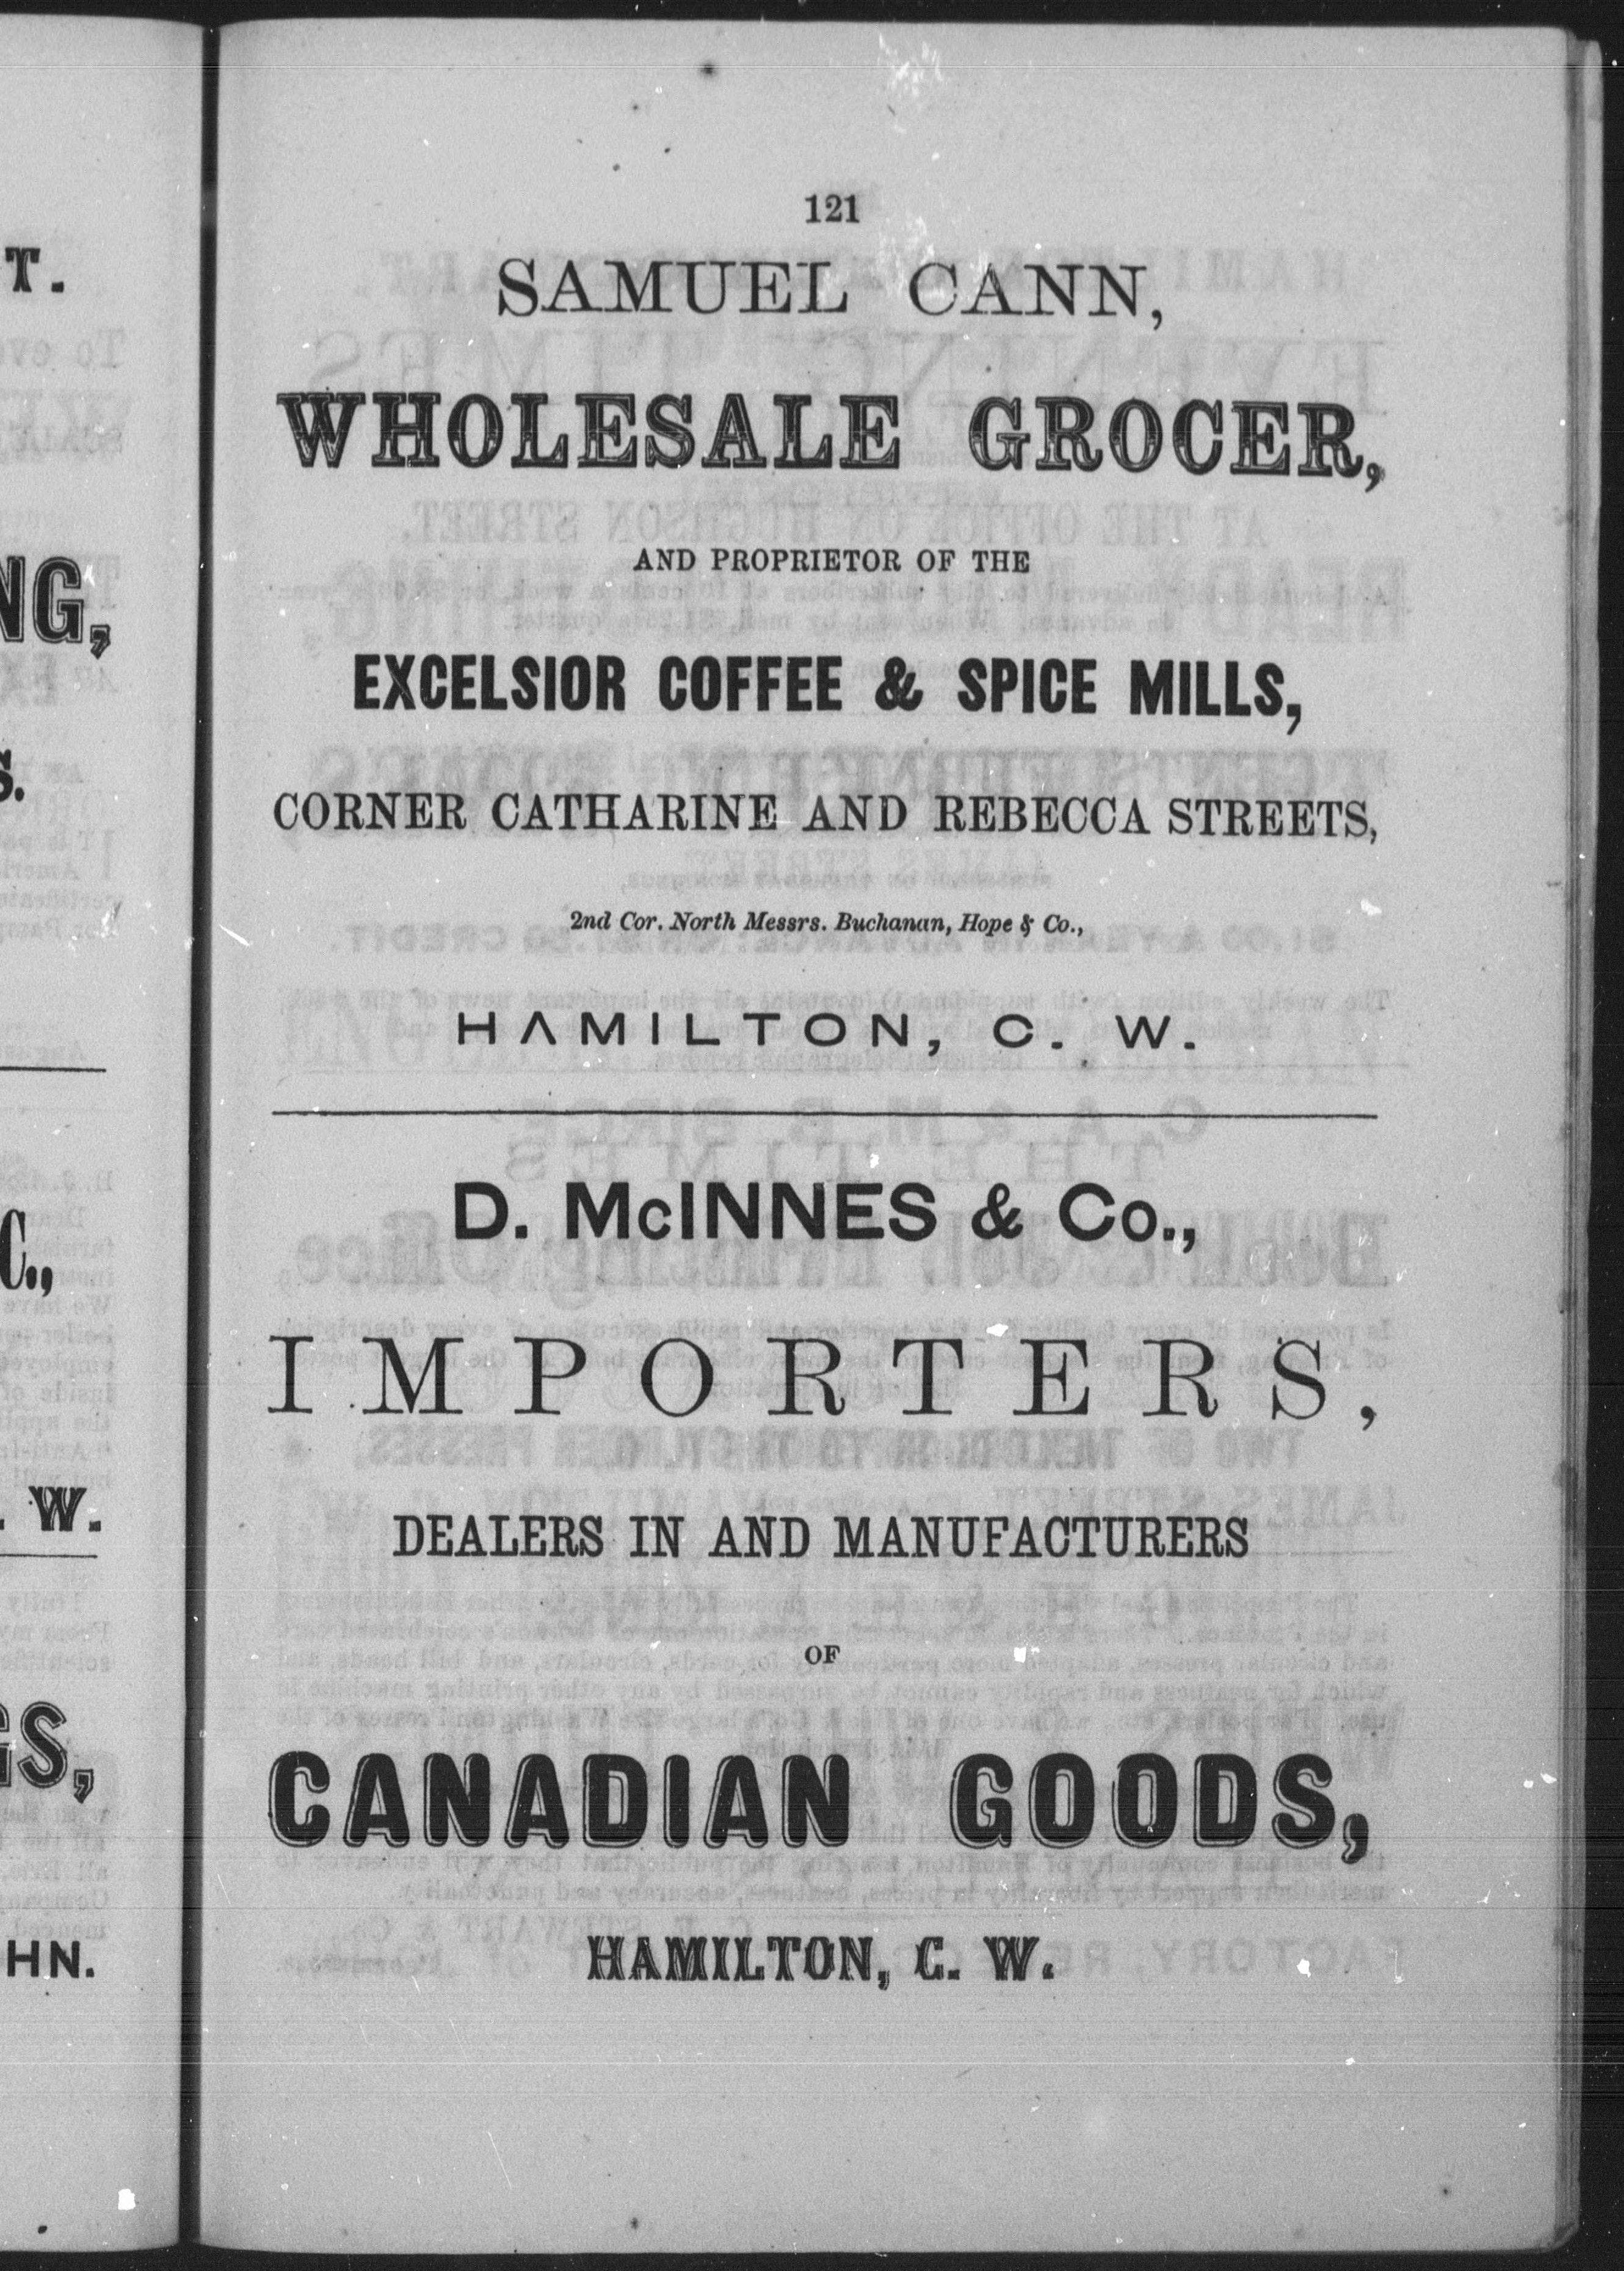 121
SAMUEL CANN,
WHOLESALE GROCER,
AND PROPRIETOR OF THE
EXCELSIOR COFFEE & SPICE MILLS,
CORNER CATHARINE AND REBECCA STREETS,
2nd Cor. North Messrs. Buchanan, Hope & Co.,
HAMILTON, C. W.
D. McINNES & Co.,
IMPORTERS,
DEALERS IN AND MANUFACTURERS
OF
CANADIAN GOODS,
HAMILTON, C. W.